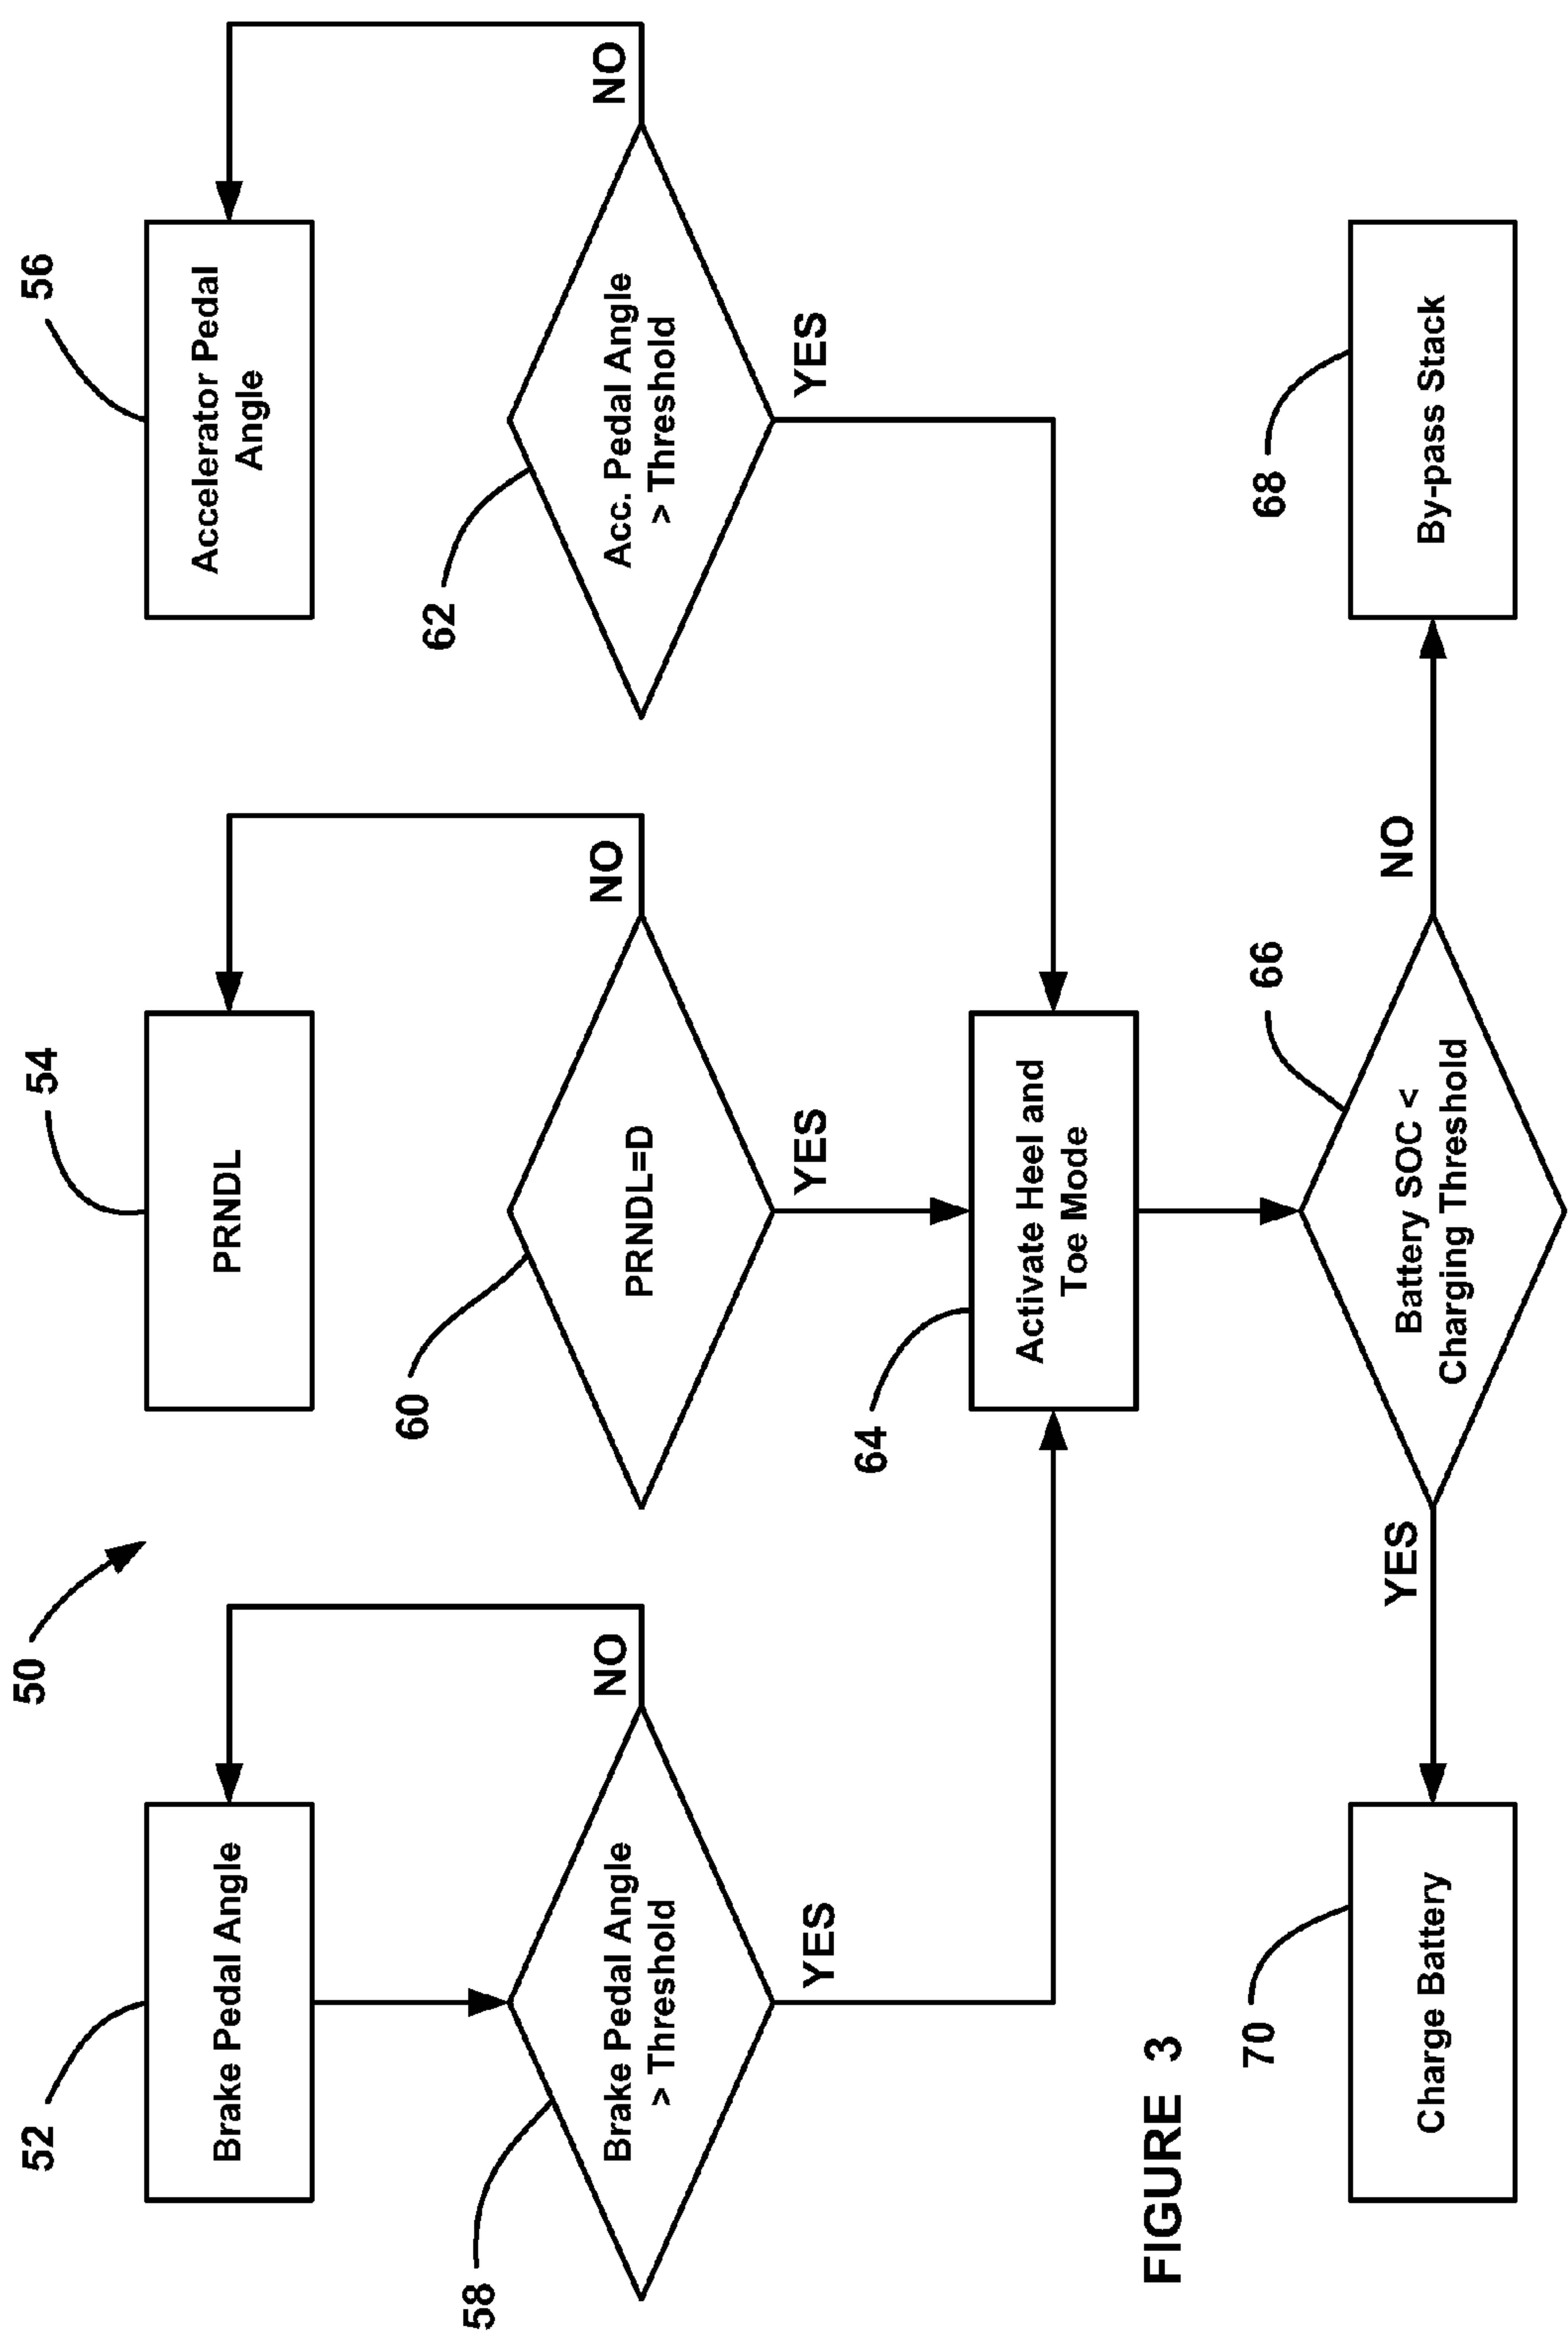 50
52
54
56
Brake Pedal Angle
PRNDL
Accelerator Pedal
Angle
58
60
62
Brake Pedal Angle
> Threshold
NO
PRNDL=D
NO
Acc. Pedal Angle
> Threshold
NO
YES
YES
YES
64
Activate Heel and
Toe Mode
FIGURE 3
70
66
68
Charge Battery
YES
Battery SOC <
Charging Threshold
NO
By-pass Stack